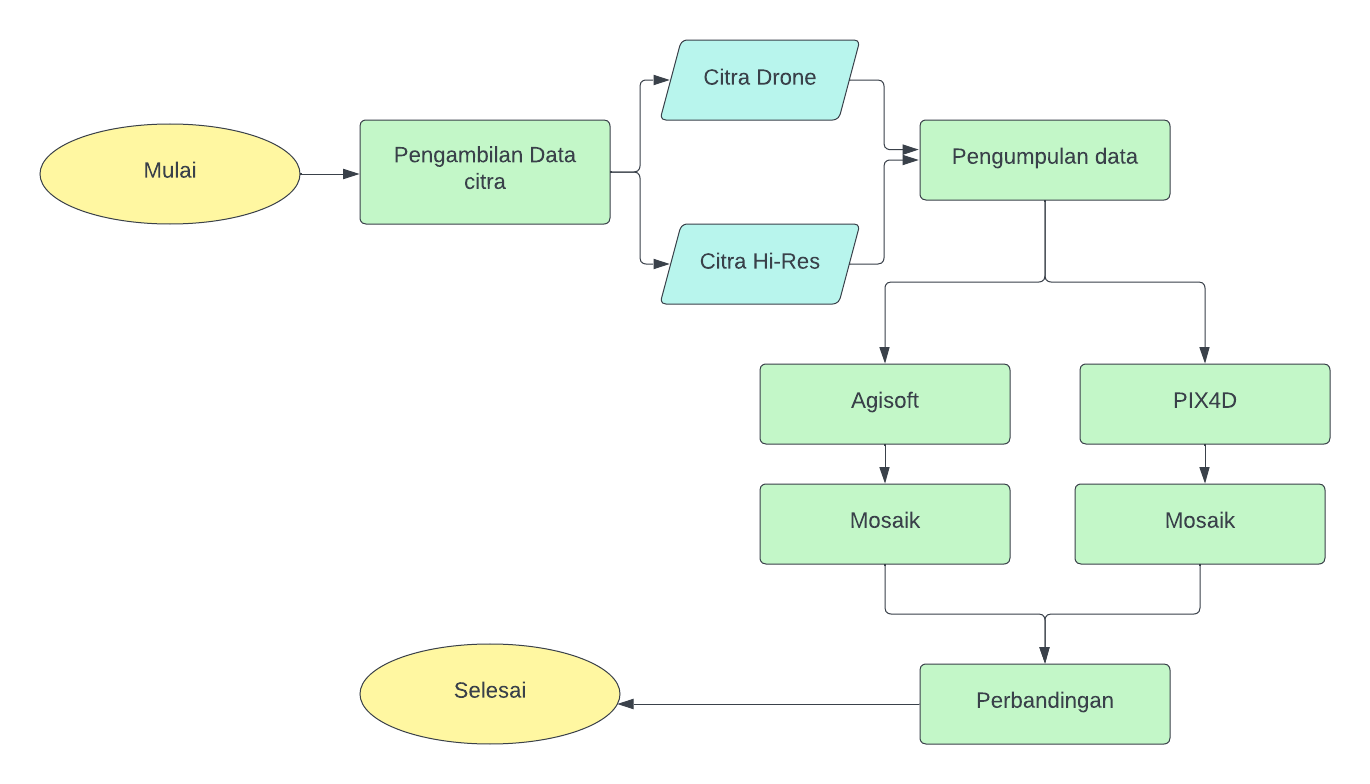 Mulai
Pengambilan Data
citra
Citra Drone
Citra Hi-Res
Pengumpulan data
Agisoft
PIX4D
Mosaik
Mosaik
Perbandingan
Selesai